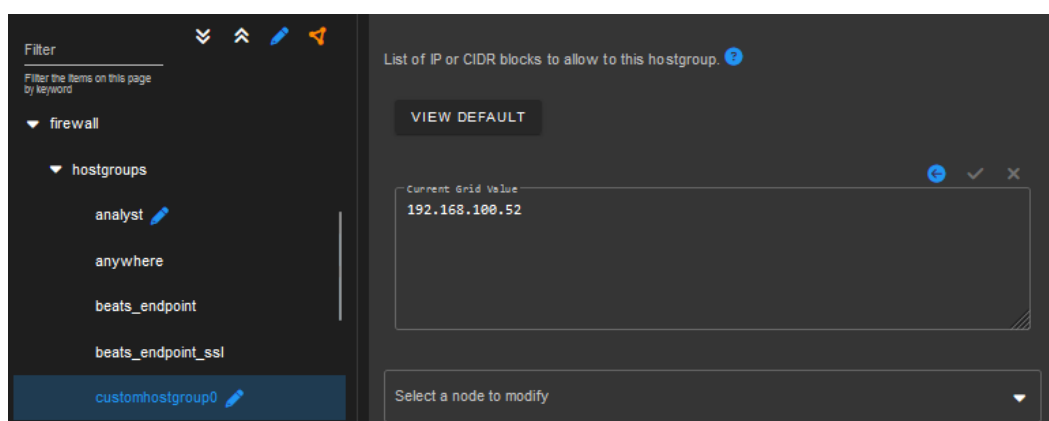 Filter
Filter the items on this page
by keyword
firewall
hostgroups
analyst
anywhere
beats_endpoint
beats_endpoint_ssl
customhostgroup0
List of IP or CIDR blocks to allow to this hostgroup.
VIEW DEFAULT
Current Grid Value
192.168.100.52
Select a node to modify